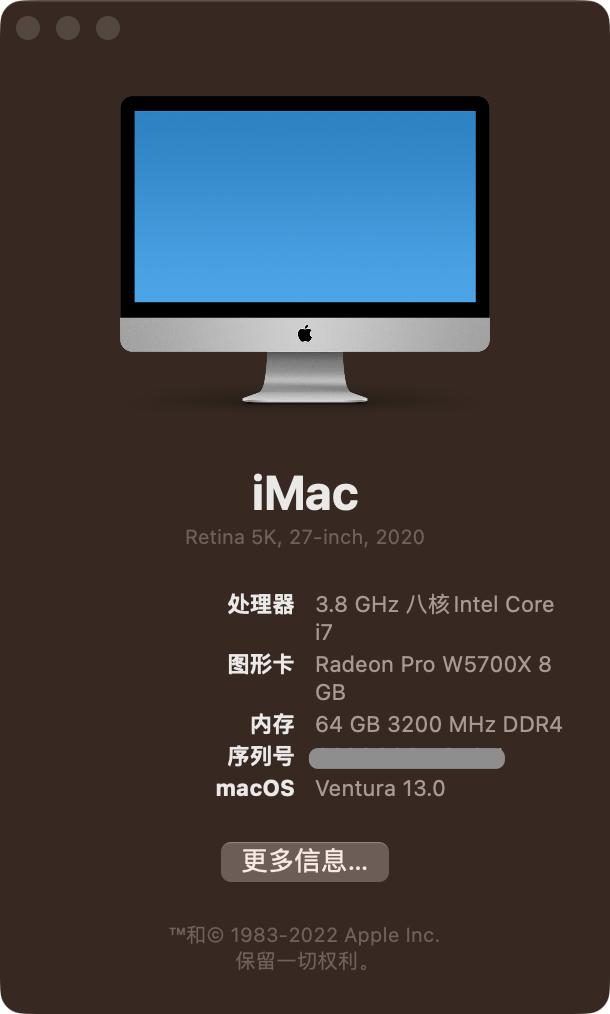 iMac
Retina 5K, 27-inch, 2020
处理器 3.8 GHz 八核Intel Core
i7
图形卡 Radeon Pro W5700X 8
GB
内存 64 GB 3200 MHz DDR4
序列号
macOS Ventura 13.0
更多信息...
™和© 1983-2022 Apple Inc.
保留一切权利。